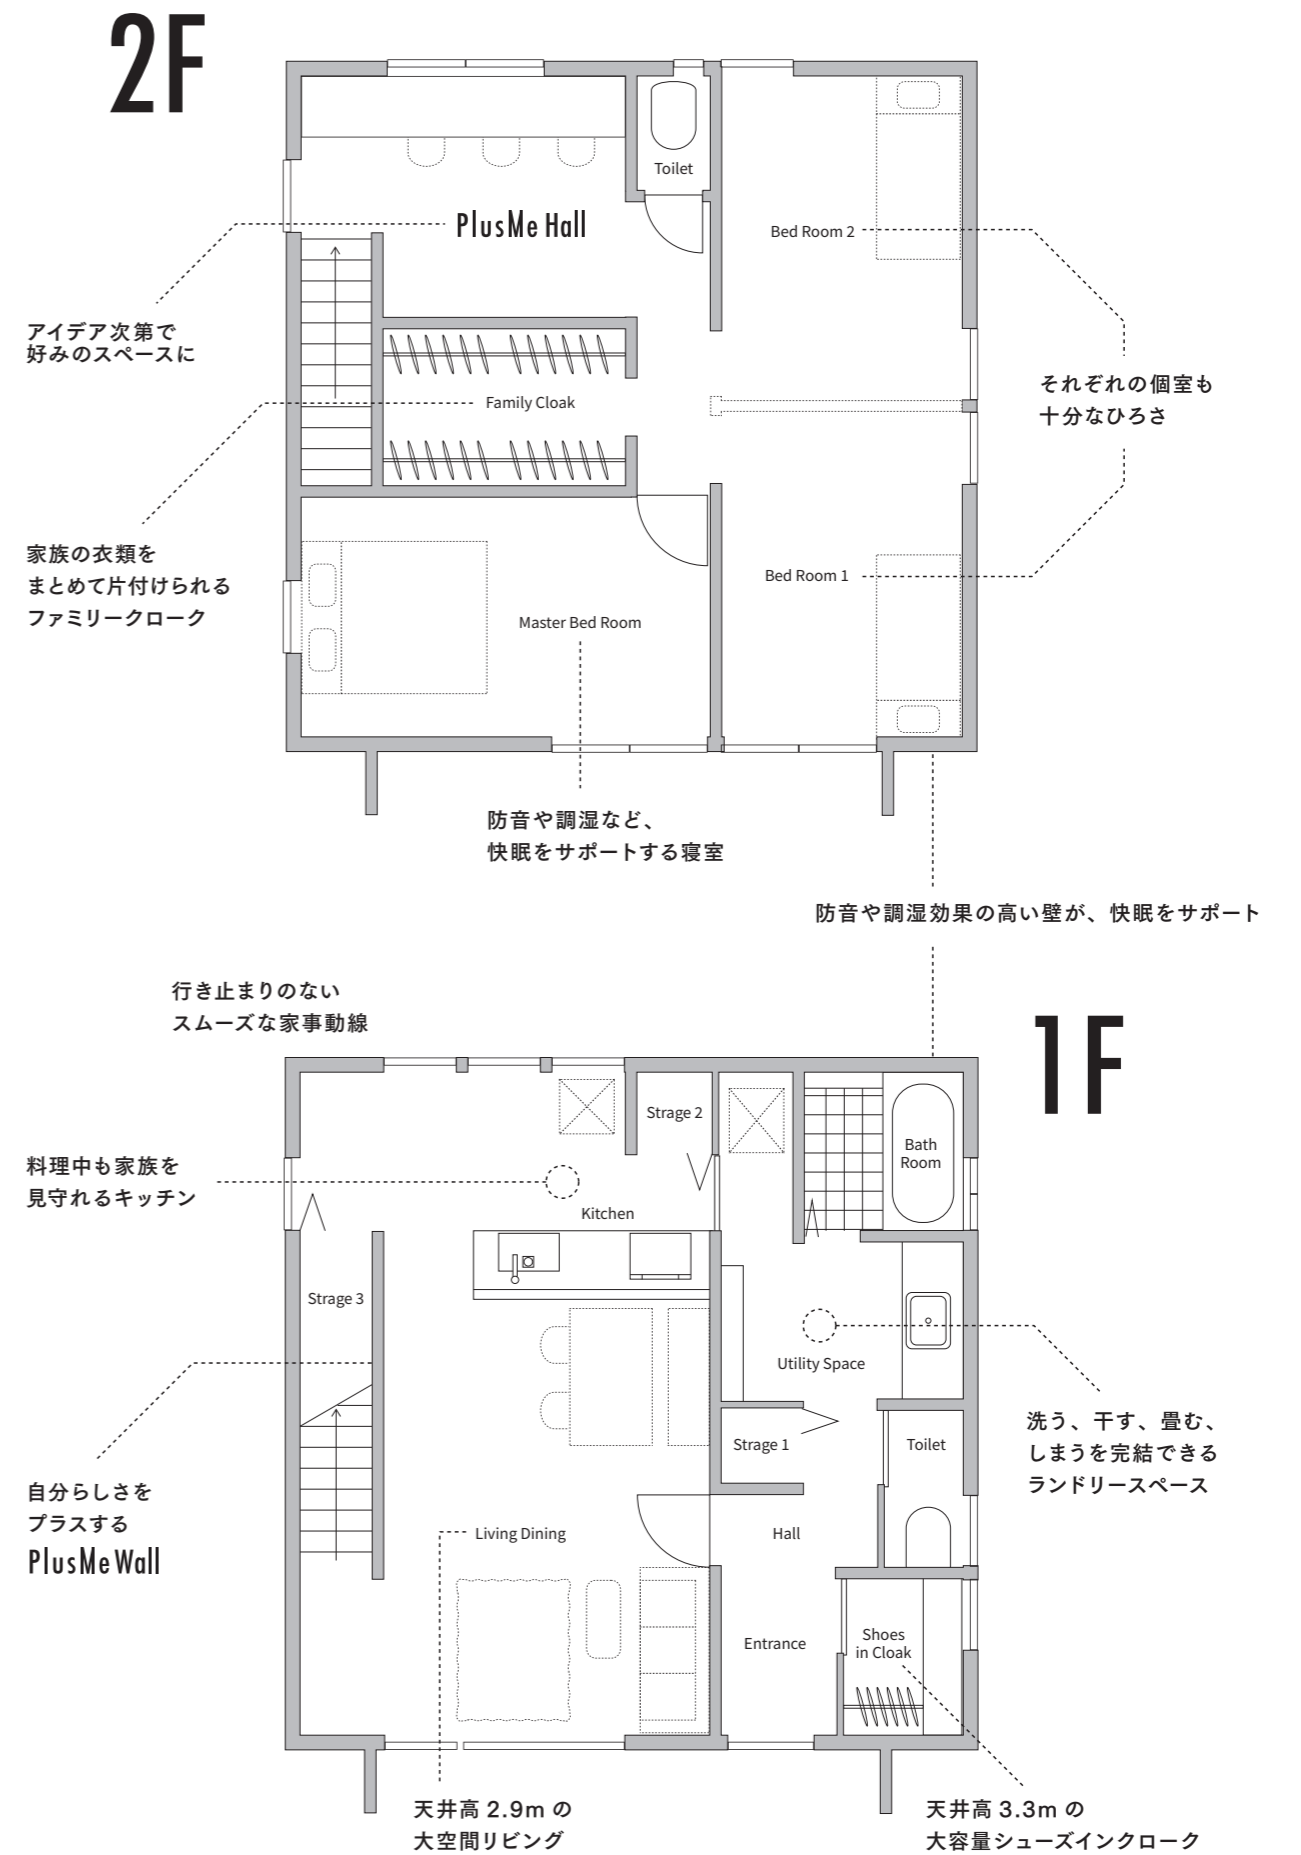 2F
Toilet
PlusMe Hall
Bed Room 2
アイデア次第で
好みのスペースに
それぞれの個室も
十分なひろさ
Family Cloak
家族の衣類を
まとめて片付けられる
ファミリークローク
Bed Room 1
Master Bed Room
防音や調湿など、
快眠をサポートする寝室
防音や調湿効果の高い壁が、快眠をサポート
行き止まりのない
スムーズな家事動線
1F
Strage 2
Bath
Room
料理中も家族を
見守れるキッチン
Kitchen
Strage 3
Utility Space
洗う、干す、畳む、
しまうを完結できる
ランドリースペース
Strage 1
Toilet
自分らしさを
プラスする
PlusMe Wall
Living Dining
Hall
Entrance
Shoes
in Cloak
天井高 2.9m の
大空間リビング
天井高 3.3m の
大容量シューズインクローク